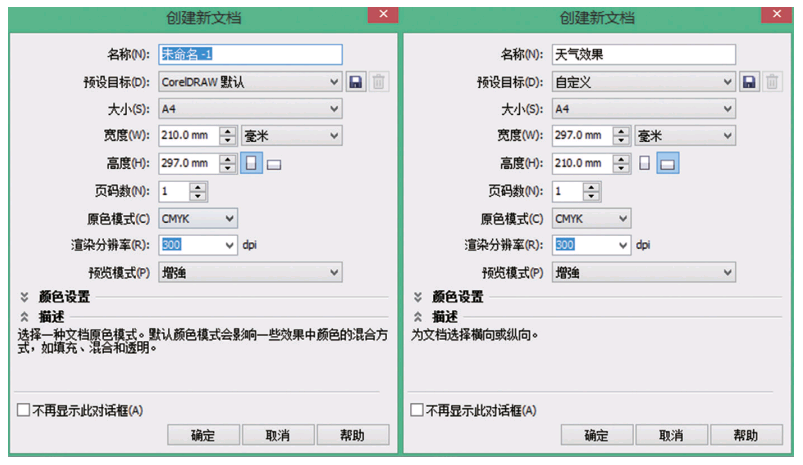 创建新文档
名称(N): 未命名 -1
预设目标(D): CorelDRAW 默认
大小(S): A4
宽度(W): 210.0 mm 毫米
高度(H): 297.0 mm
页码数(N): 1
原色模式(C) CMYK
渲染分辨率(R): 300 dpi
预览模式(P) 增强
颜色设置
描述
选择一种文档原色模式。默认颜色模式会影响一些效果中颜色的混合方
式，如填充、混合和透明。
不再显示此对话框(A)
确定 取消 帮助
创建新文档
名称(N): 天气效果
预设目标(D): 自定义
大小(S): A4
宽度(W): 297.0 mm 毫米
高度(H): 210.0 mm
页码数(N): 1
原色模式(C) CMYK
渲染分辨率(R): 300 dpi
预览模式(P) 增强
颜色设置
描述
为文档选择横向或纵向。
不再显示此对话框(A)
确定 取消 帮助